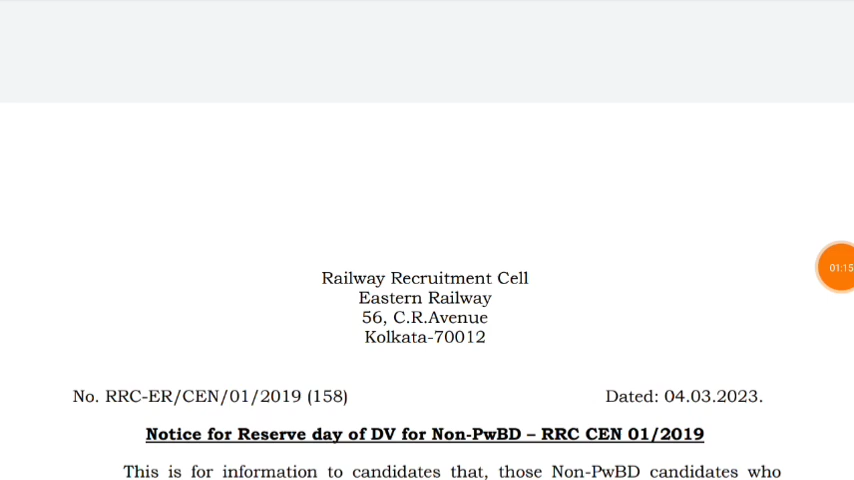 Railway Recruitment Cell
Eastern Railway
56, C.R.Avenue
Kolkata-70012
01:15
No. RRC-ER/CEN/01/2019 (158) Dated: 04.03.2023.
Notice for Reserve day of DV for Non-PwBD – RRC CEN 01/2019
This is for information to candidates that, those Non-PwBD candidates who